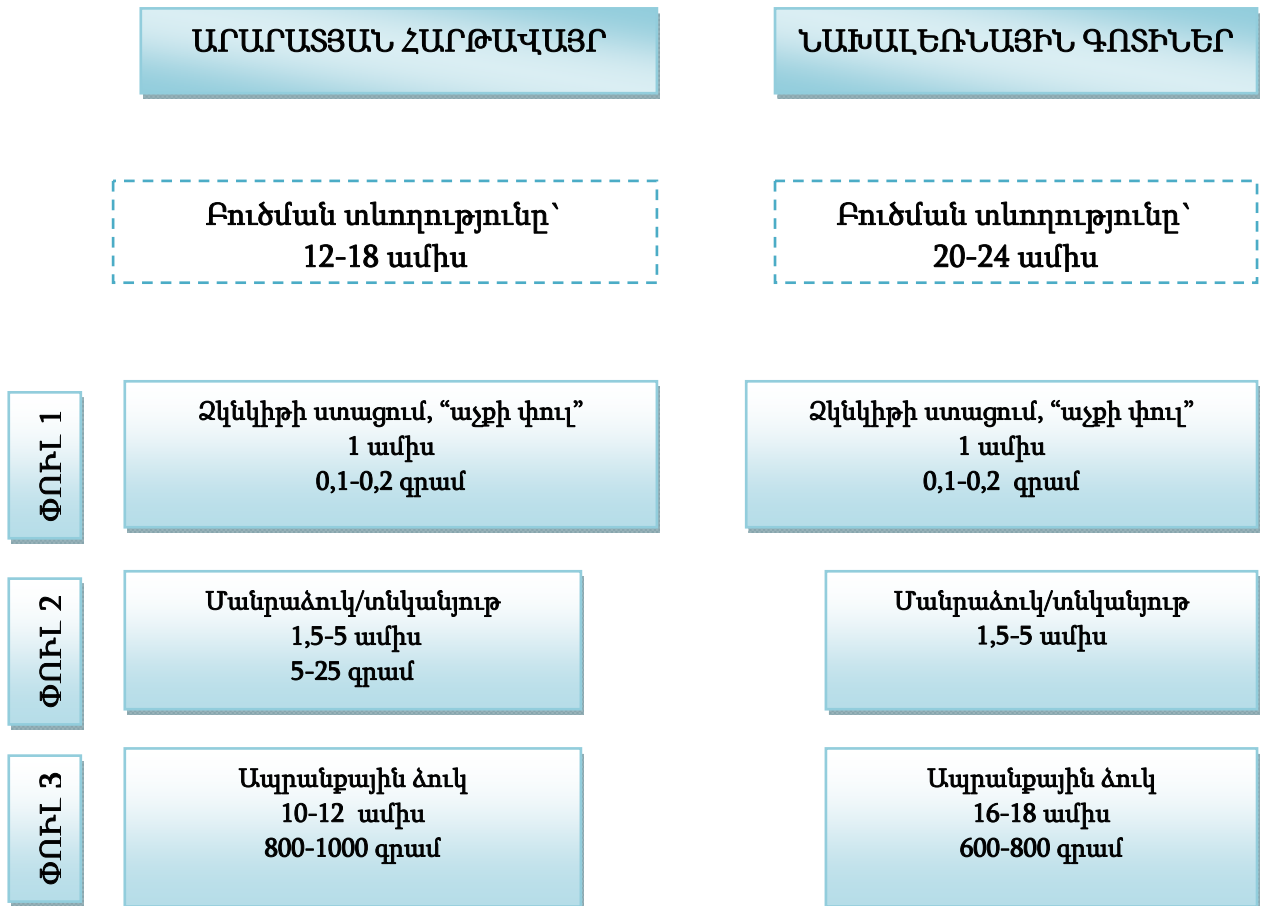 ԱՐԱՐԱՏՅԱՆ ՀԱՐԹԱՎԱՅՐ
ՆԱԽԱԼԵՌՆԱՅԻՆ ԳՈՏԻՆԵՐ
Բուծման տևողությունը՝
12-18 ամիս
Բուծման տևողությունը՝
20-24 ամիս
ՓՈՒԼ 1
Ձկնկիթի ստացում, “աչքի փուլ”
1 ամիս
0,1-0,2 գրամ
Ձկնկիթի ստացում, “աչքի փուլ”
1 ամիս
0,1-0,2 գրամ
ՓՈՒԼ 2
Մանրաձուկ/տնկանյութ
1,5-5 ամիս
5-25 գրամ
Մանրաձուկ/տնկանյութ
1,5-5 ամիս
ՓՈՒԼ 3
Ապրանքային ձուկ
10-12 ամիս
800-1000 գրամ
Ապրանքային ձուկ
16-18 ամիս
600-800 գրամ